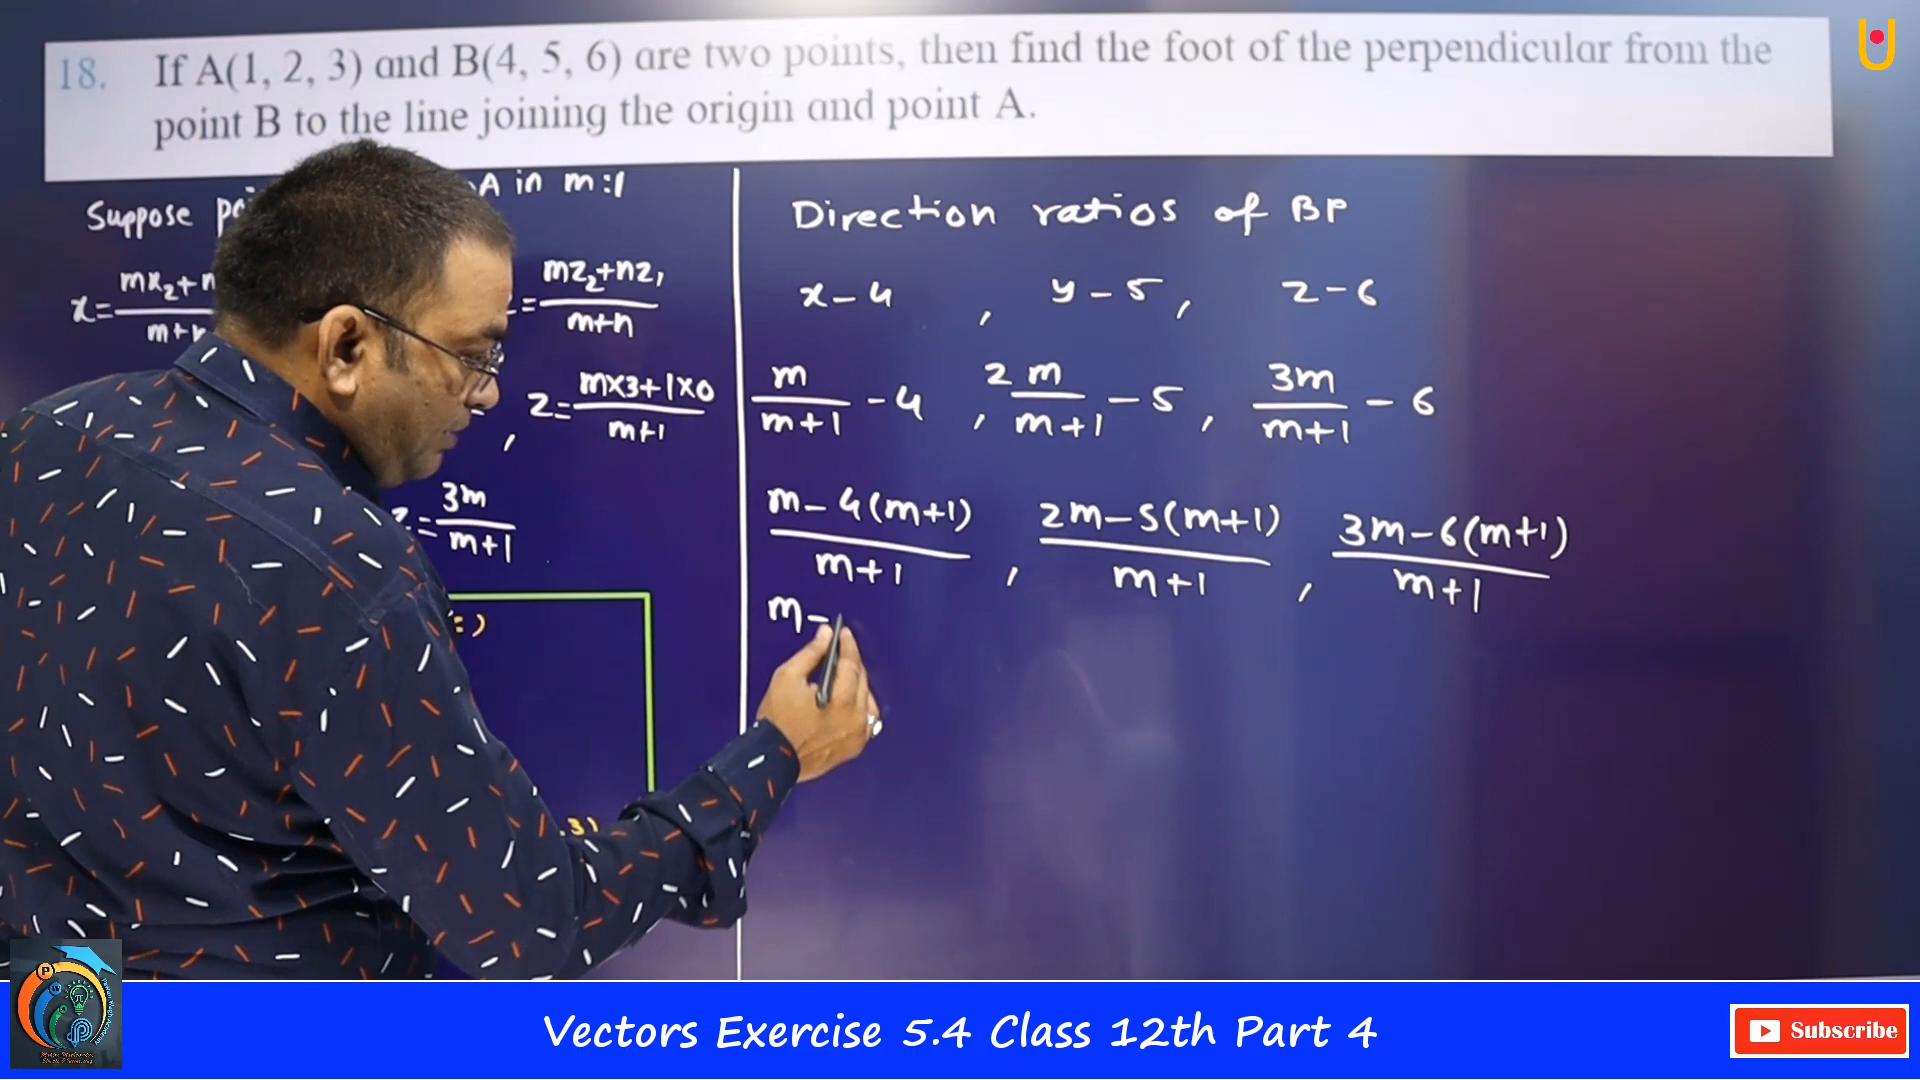 18. If A(1, 2, 3) and B(4, 5, 6) are two points, then find the foot of the perpendicular from the
point B to the line joining the origin and point A.
Suppose
A in m:1
mx₂+
x=
m+
mz₂+nz₁
=
m+n
mx3+1x0
, z=
m+1
3m
z=
m+1
Direction ratios of BP
x-4 , y-5 , z-6
m/(m+1) - 4 , 2m/(m+1) - 5 , 3m/(m+1) - 6
m-4(m+1) / m+1 , 2m-5(m+1) / m+1 , 3m-6(m+1) / m+1
m-
.3)
Vectors Exercise 5.4 Class 12th Part 4
Subscribe